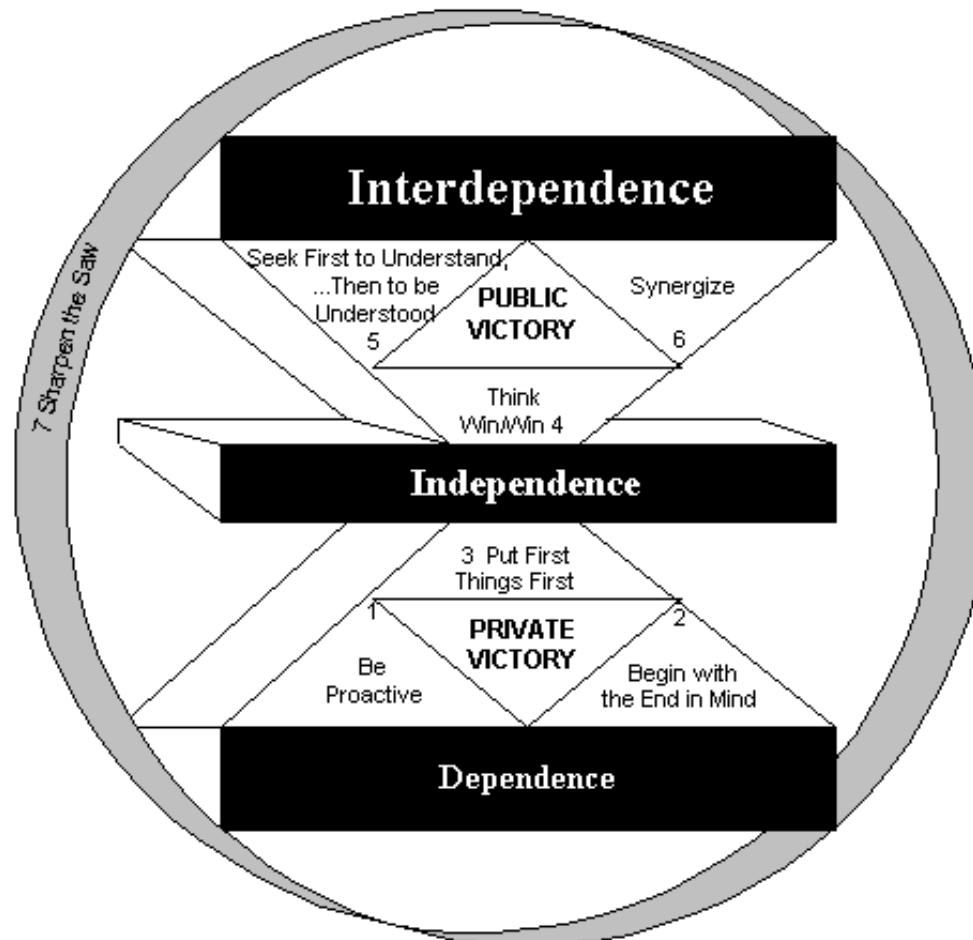 Interdependence
Seek First to Understand,
...Then to be
Understood
5
PUBLIC
VICTORY
Synergize
6
7 Sharpen the Saw
Think
Win/Win 4
Independence
3 Put First
Things First
1
PRIVATE
VICTORY
2
Be
Proactive
Begin with
the End in Mind
Dependence